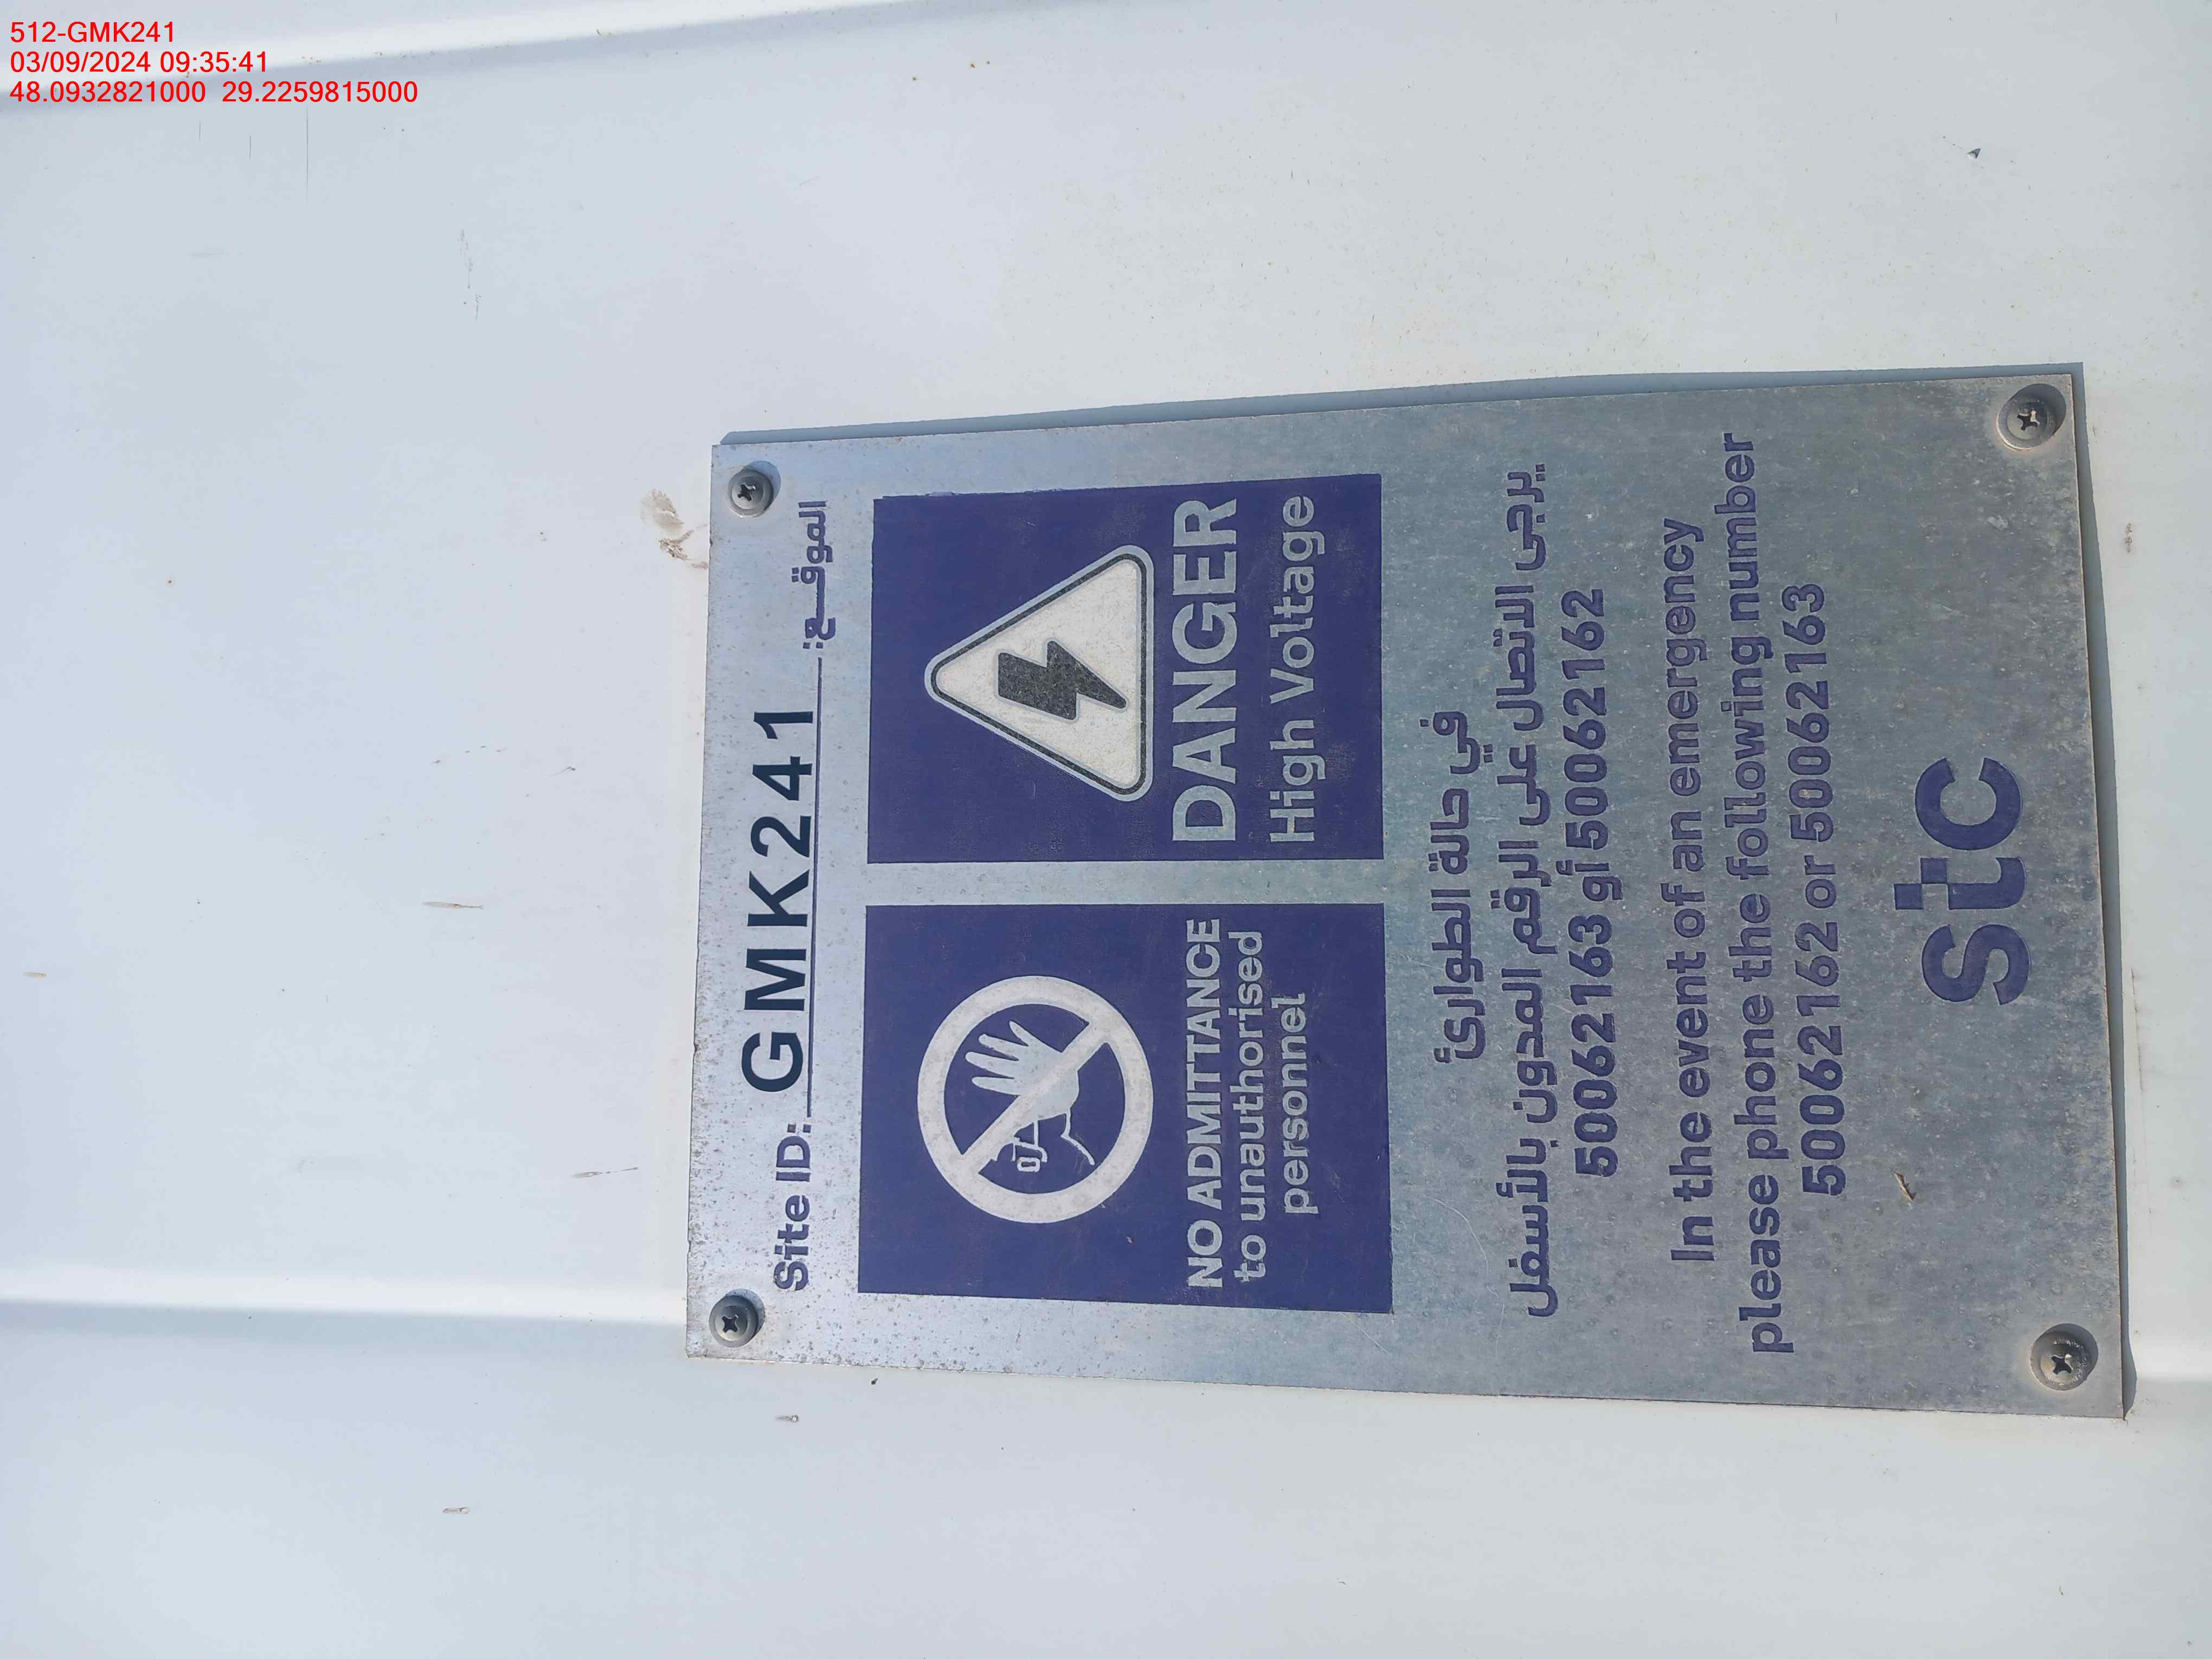 512-GMK241
03/09/2024 09:35:41
48.0932821000 29.2259815000
Site ID: GMK241 الموقع:
NO ADMITTANCE
to unauthorised
personnel
DANGER
High Voltage
في حالة الطوارئ
يرجى الاتصال على الرقم المدون بالأسفل
50062163 أو 50062162
In the event of an emergency
please phone the following number
50062162 or 50062163
stc